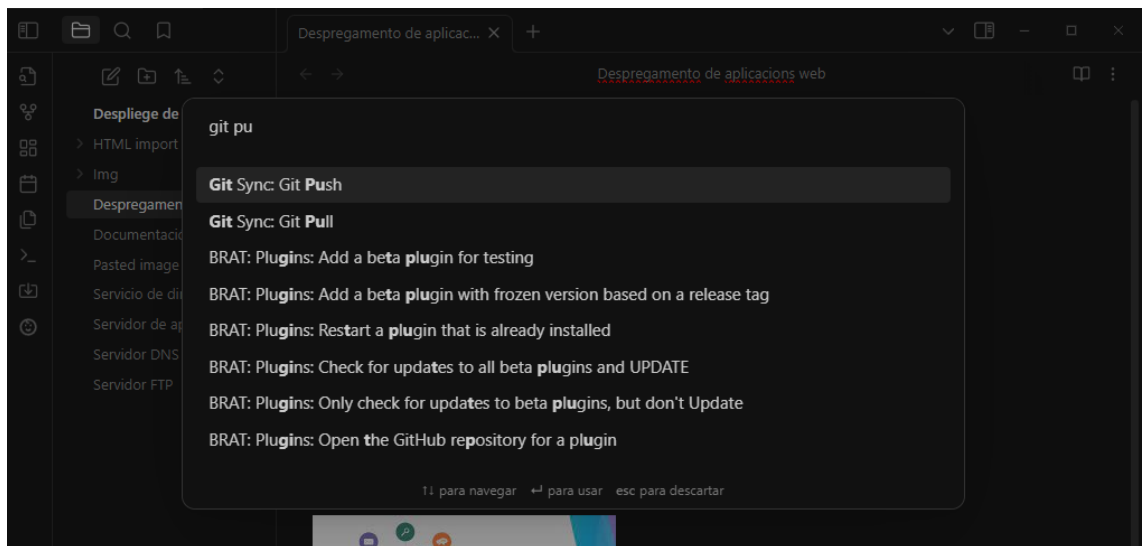 Despregamento de aplicac...
Despregamento de aplicacions web
Despliege de
HTML import
Img
Despregamen
Documentació
Pasted image
Servicio de di
Servidor de ap
Servidor DNS
Servidor FTP
git pu
Git Sync: Git Push
Git Sync: Git Pull
BRAT: Plugins: Add a beta plugin for testing
BRAT: Plugins: Add a beta plugin with frozen version based on a release tag
BRAT: Plugins: Restart a plugin that is already installed
BRAT: Plugins: Check for updates to all beta plugins and UPDATE
BRAT: Plugins: Only check for updates to beta plugins, but don't Update
BRAT: Plugins: Open the GitHub repository for a plugin
↑↓ para navegar ↵ para usar esc para descartar